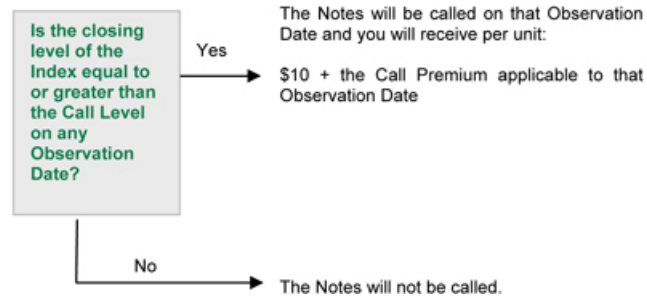 Is the closing
level of the
Index equal to
or greater than
the Call Level
on any
Observation
Date?
Yes
The Notes will be called on that Observation
Date and you will receive per unit:
$10 + the Call Premium applicable to that
Observation Date
No
The Notes will not be called.